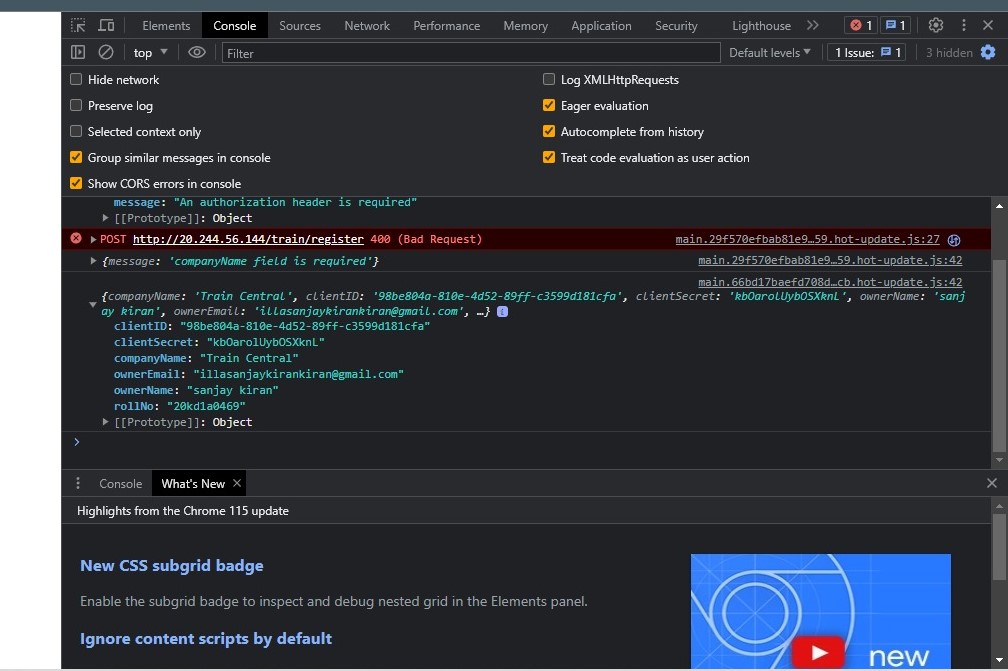 Elements Console Sources Network Performance Memory Application Security Lighthouse 1 1
top Filter Default levels 1 Issue: 1 3 hidden
Hide network Log XMLHttpRequests
Preserve log Eager evaluation
Selected context only Autocomplete from history
Group similar messages in console Treat code evaluation as user action
Show CORS errors in console
message: "An authorization header is required"
[[Prototype]]: Object
POST http://20.244.56.144/train/register 400 (Bad Request) main.29f570efbab81e9…59.hot-update.js:27
{message: 'companyName field is required'} main.29f570efbab81e9…59.hot-update.js:42
main.66bd17baefd708d…cb.hot-update.js:42
{companyName: 'Train Central', clientID: '98be804a-810e-4d52-89ff-c3599d181cfa', clientSecret: 'kbOarolUybOSXknL', ownerName: 'sanj
ay kiran', ownerEmail: 'illasanjaykirankiran@gmail.com', …}
clientID: "98be804a-810e-4d52-89ff-c3599d181cfa"
clientSecret: "kbOarolUybOSXknL"
companyName: "Train Central"
ownerEmail: "illasanjaykirankiran@gmail.com"
ownerName: "sanjay kiran"
rollNo: "20kd1a0469"
[[Prototype]]: Object
Console What's New
Highlights from the Chrome 115 update
New CSS subgrid badge
Enable the subgrid badge to inspect and debug nested grid in the Elements panel.
Ignore content scripts by default
new